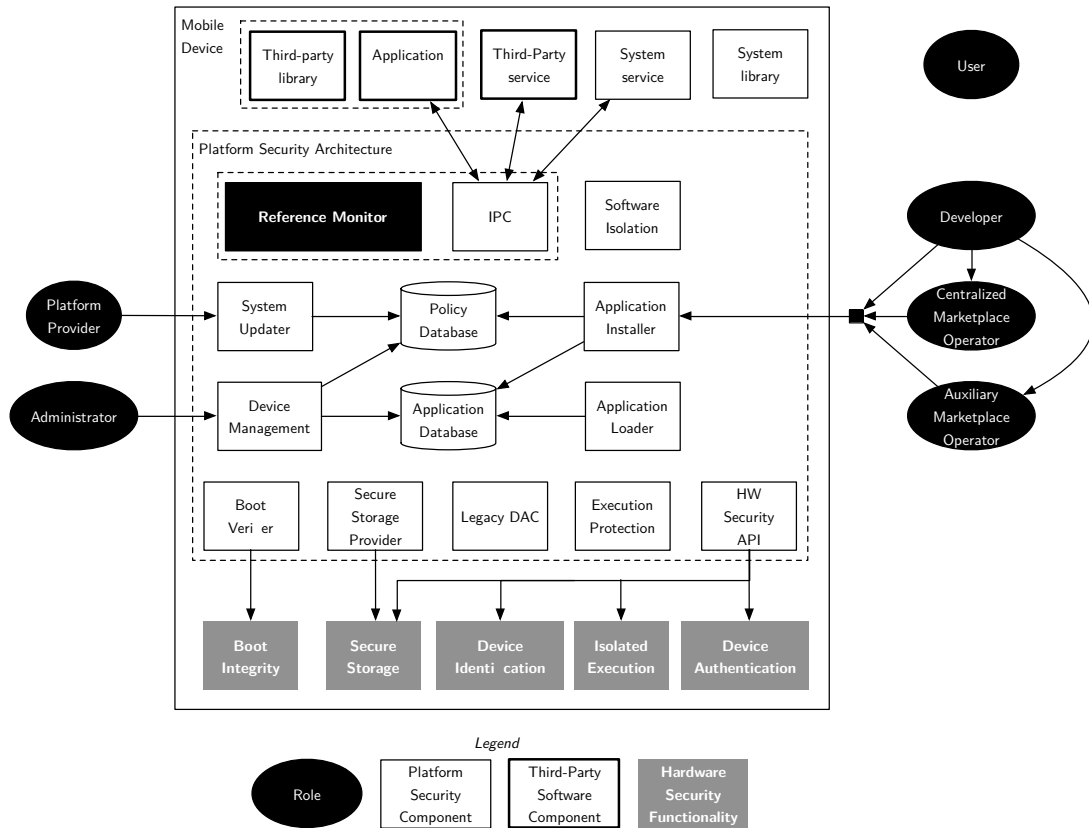 Mobile
Device
Third-party
library
Application
Third-Party
service
System
service
System
library
User
Platform Security Architecture
Reference Monitor
IPC
Software
Isolation
Developer
Platform
Provider
System
Updater
Policy
Database
Application
Installer
Centralized
Marketplace
Operator
Administrator
Device
Management
Application
Database
Application
Loader
Auxiliary
Marketplace
Operator
Boot
Veri er
Secure
Storage
Provider
Legacy DAC
Execution
Protection
HW
Security
API
Boot
Integrity
Secure
Storage
Device
Identi cation
Isolated
Execution
Device
Authentication
Legend
Role
Platform
Security
Component
Third-Party
Software
Component
Hardware
Security
Functionality